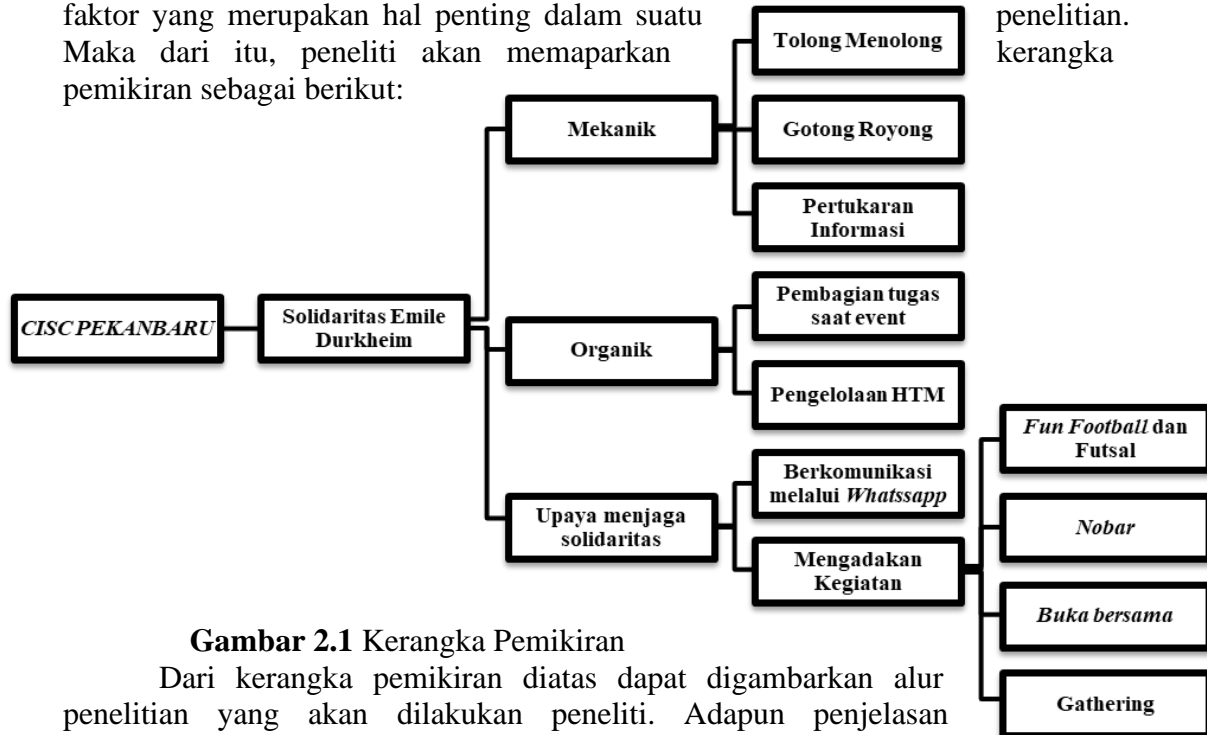 faktor yang merupakan hal penting dalam suatu penelitian.
Maka dari itu, peneliti akan memaparkan kerangka
pemikiran sebagai berikut:
Tolong Menolong
Mekanik
Gotong Royong
Pertukaran
Informasi
CISC PEKANBARU
Solidaritas Emile
Durkheim
Pembagian tugas
saat event
Organik
Pengelolaan HTM
Berkomunikasi
melalui Whatssapp
Upaya menjaga
solidaritas
Mengadakan
Kegiatan
Fun Football dan
Futsal
Nobar
Buka bersama
Gathering
Gambar 2.1 Kerangka Pemikiran
Dari kerangka pemikiran diatas dapat digambarkan alur
penelitian yang akan dilakukan peneliti. Adapun penjelasan